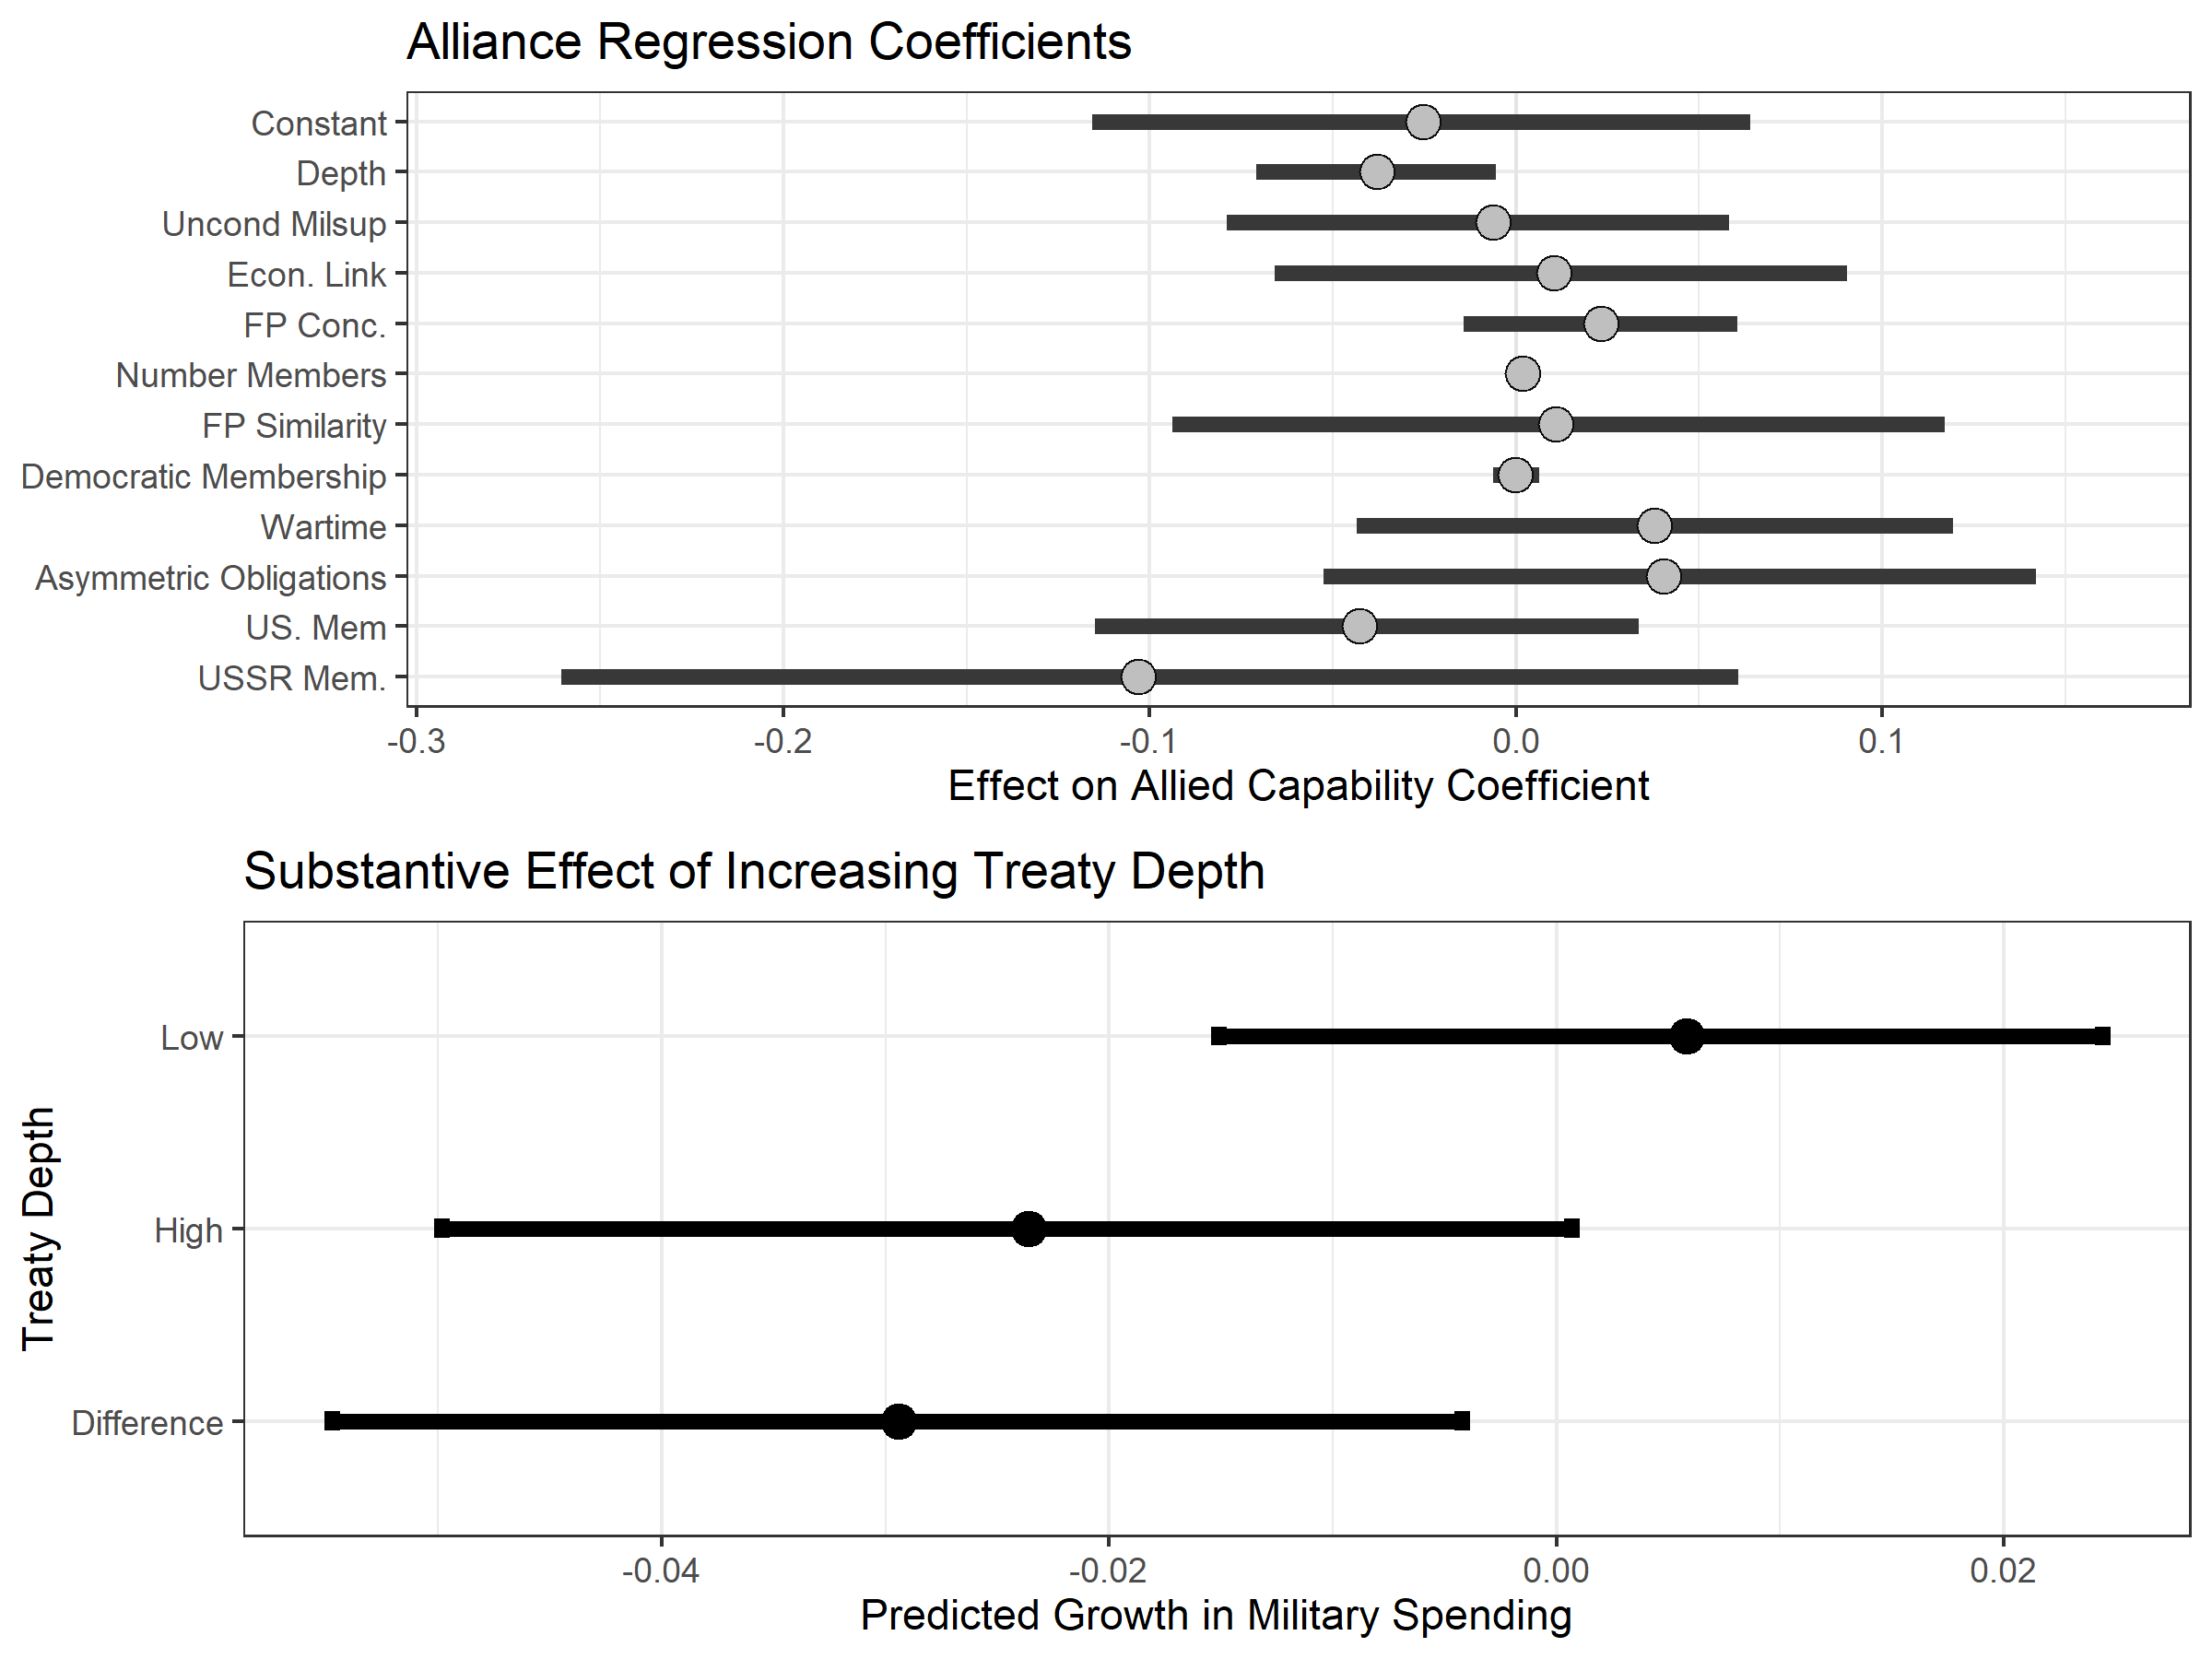 Alliance Regression Coefficients
Constant
Depth
Uncond Milsup
Econ. Link
FP Conc.
Number Members
FP Similarity
Democratic Membership
Wartime
Asymmetric Obligations
US. Mem
USSR Mem.
-0.3 -0.2 -0.1 0.0 0.1
Effect on Allied Capability Coefficient
Substantive Effect of Increasing Treaty Depth
Treaty Depth
Low
High
Difference
-0.04 -0.02 0.00 0.02
Predicted Growth in Military Spending